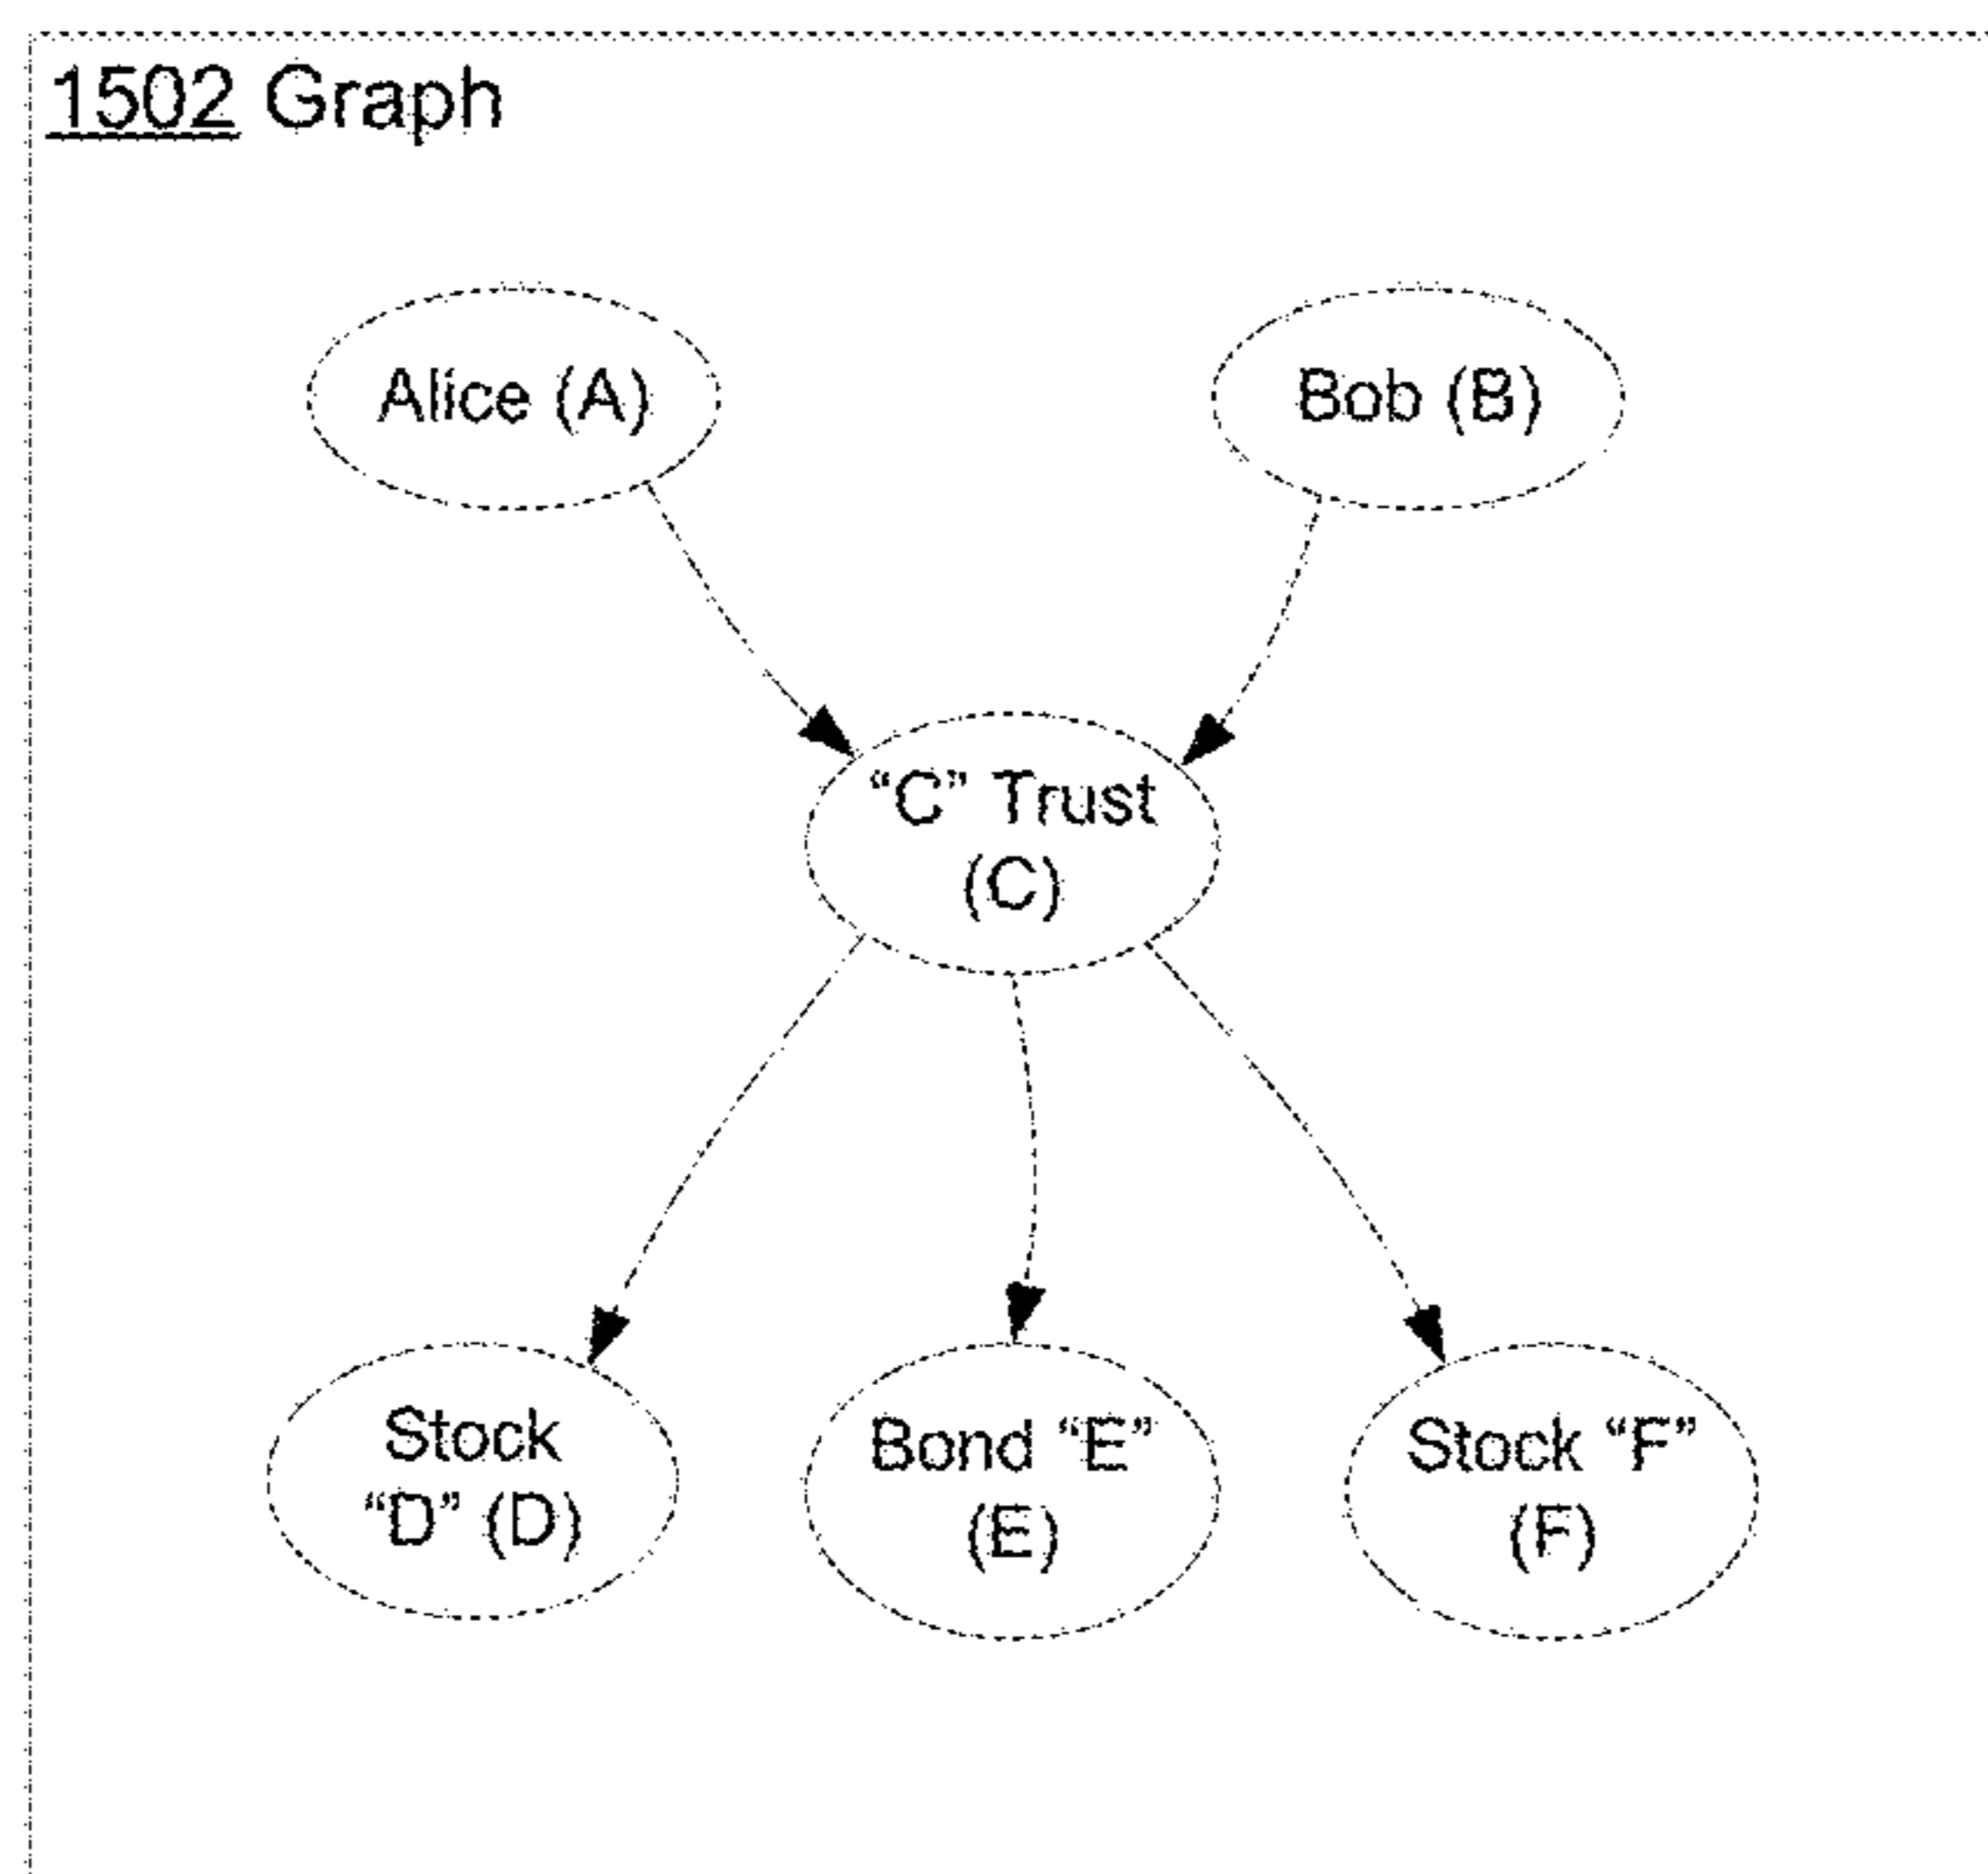 1502 Graph
Alice (A)
Bob (B)
“C” Trust
(C)
Stock
“D” (D)
Bond “E”
(E)
Stock “F”
(F)